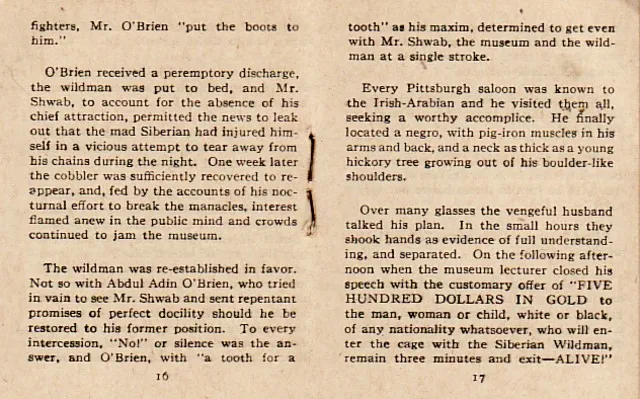 fighters, Mr. O'Brien "put the boots to
him."
O'Brien received a peremptory discharge,
the wildman was put to bed, and Mr.
Shwab, to account for the absence of his
chief attraction, permitted the news to leak
out that the mad Siberian had injured him-
self in a vicious attempt to tear away from
his chains during the night. One week later
the cobbler was sufficiently recovered to re-
appear, and, fed by the accounts of his noc-
turnal effort to break the manacles, interest
flamed anew in the public mind and crowds
continued to jam the museum.
The wildman was re-established in favor.
Not so with Abdul Adin O'Brien, who tried
in vain to see Mr. Shwab and sent repentant
promises of perfect docility should he be
restored to his former position. To every
intercession, "No!" or silence was the an-
swer, and O'Brien, with "a tooth for a
16
tooth" as his maxim, determined to get even
with Mr. Shwab, the museum and the wild-
man at a single stroke.
Every Pittsburgh saloon was known to
the Irish-Arabian and he visited them all,
seeking a worthy accomplice. He finally
located a negro, with pig-iron muscles in his
arms and back, and a neck as thick as a young
hickory tree growing out of his boulder-like
shoulders.
Over many glasses the vengeful husband
talked his plan. In the small hours they
shook hands as evidence of full understand-
ing, and separated. On the following after-
noon when the museum lecturer closed his
speech with the customary offer of "FIVE
HUNDRED DOLLARS IN GOLD to
the man, woman or child, white or black,
of any nationality whatsoever, who will en-
ter the cage with the Siberian Wildman,
remain three minutes and exit—ALIVE!"
17